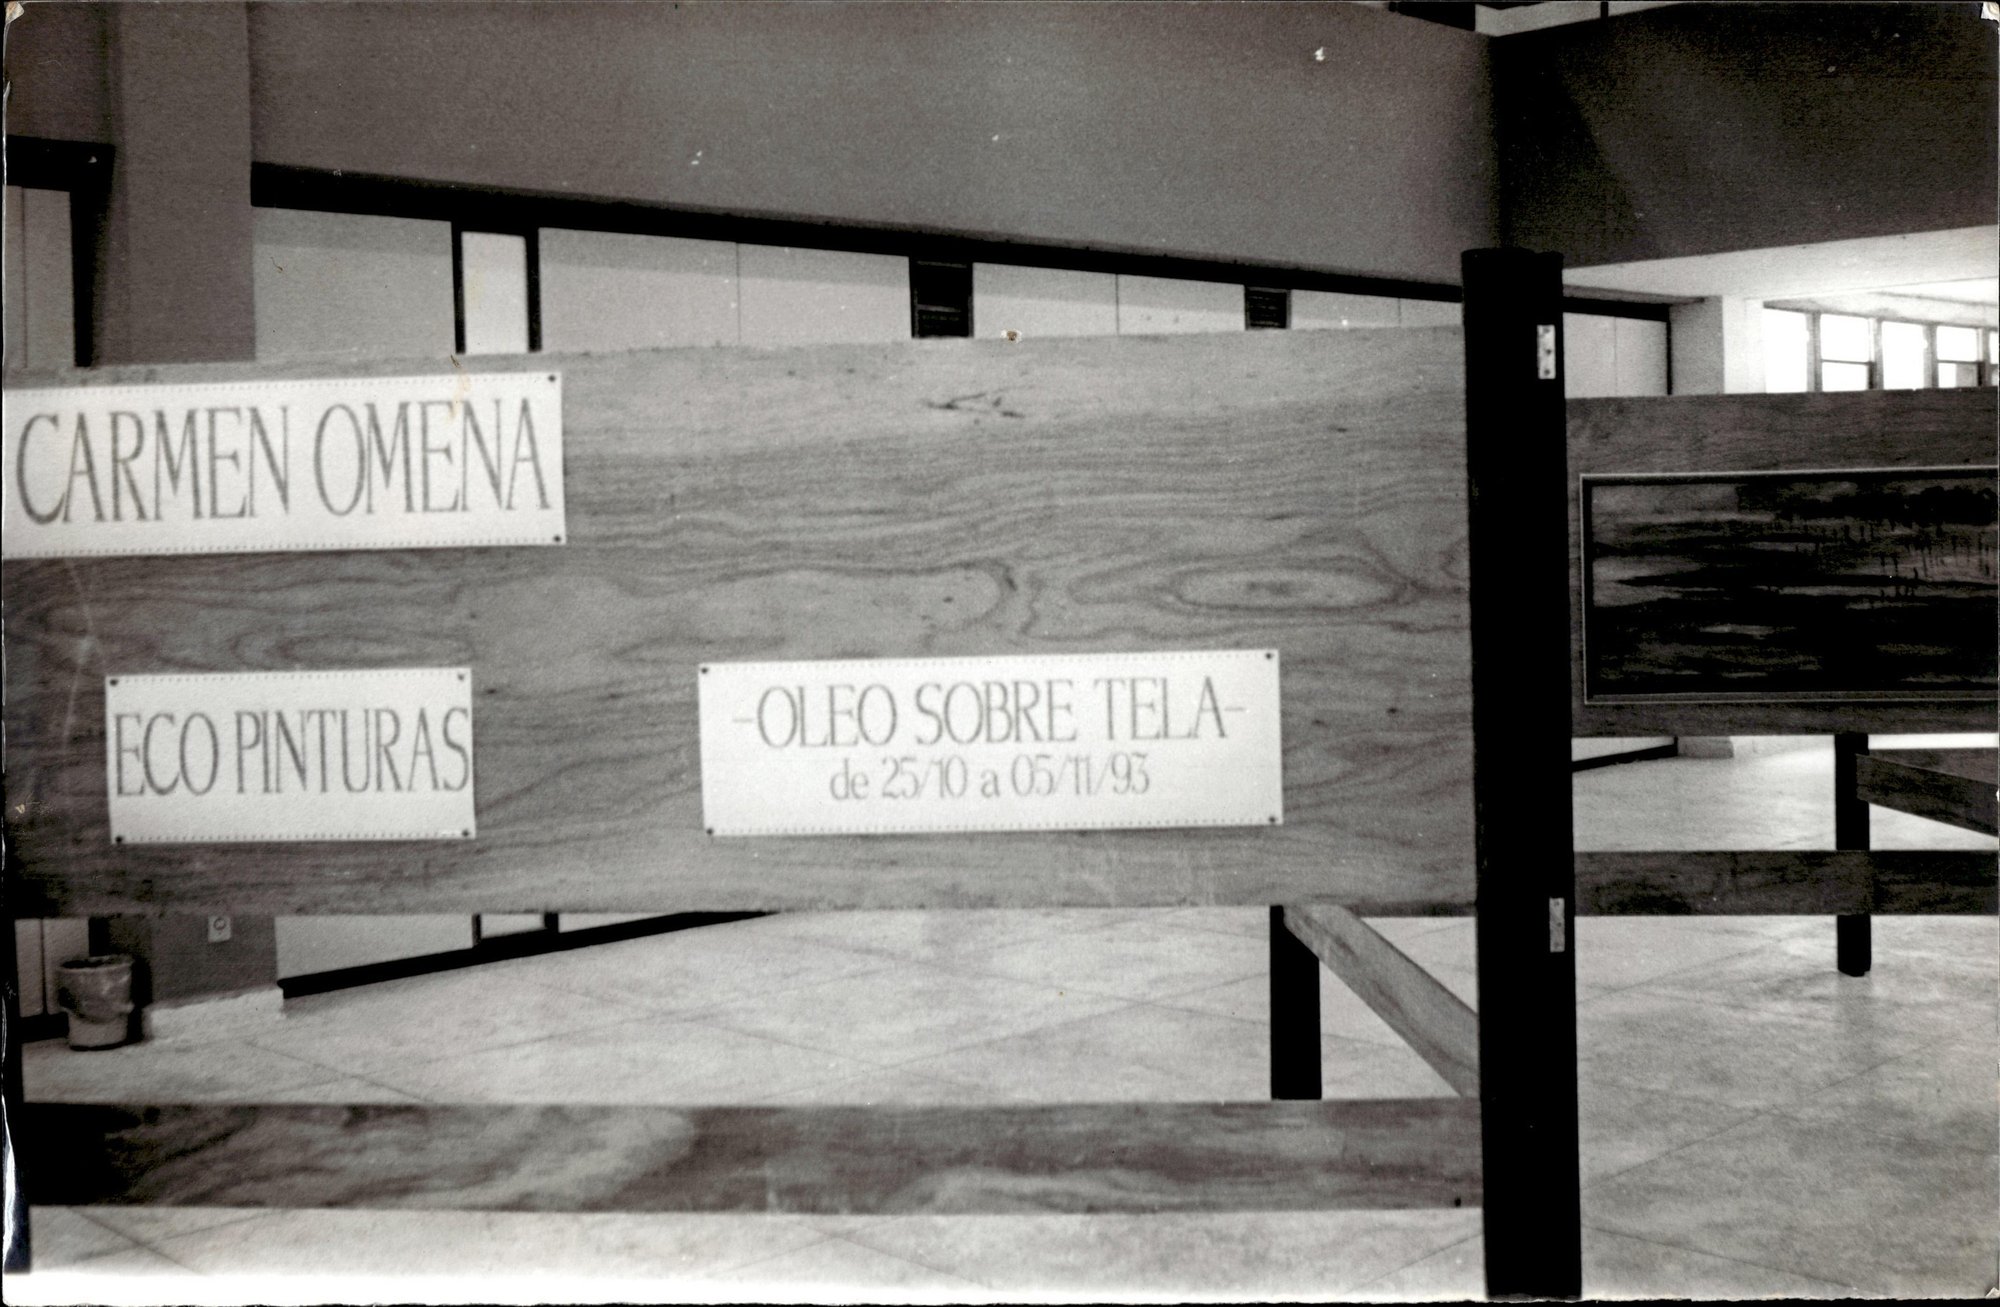 CARMEN OMENA
ECO PINTURAS
-OLEO SOBRE TELA-
de 25/10 a 05/11/93